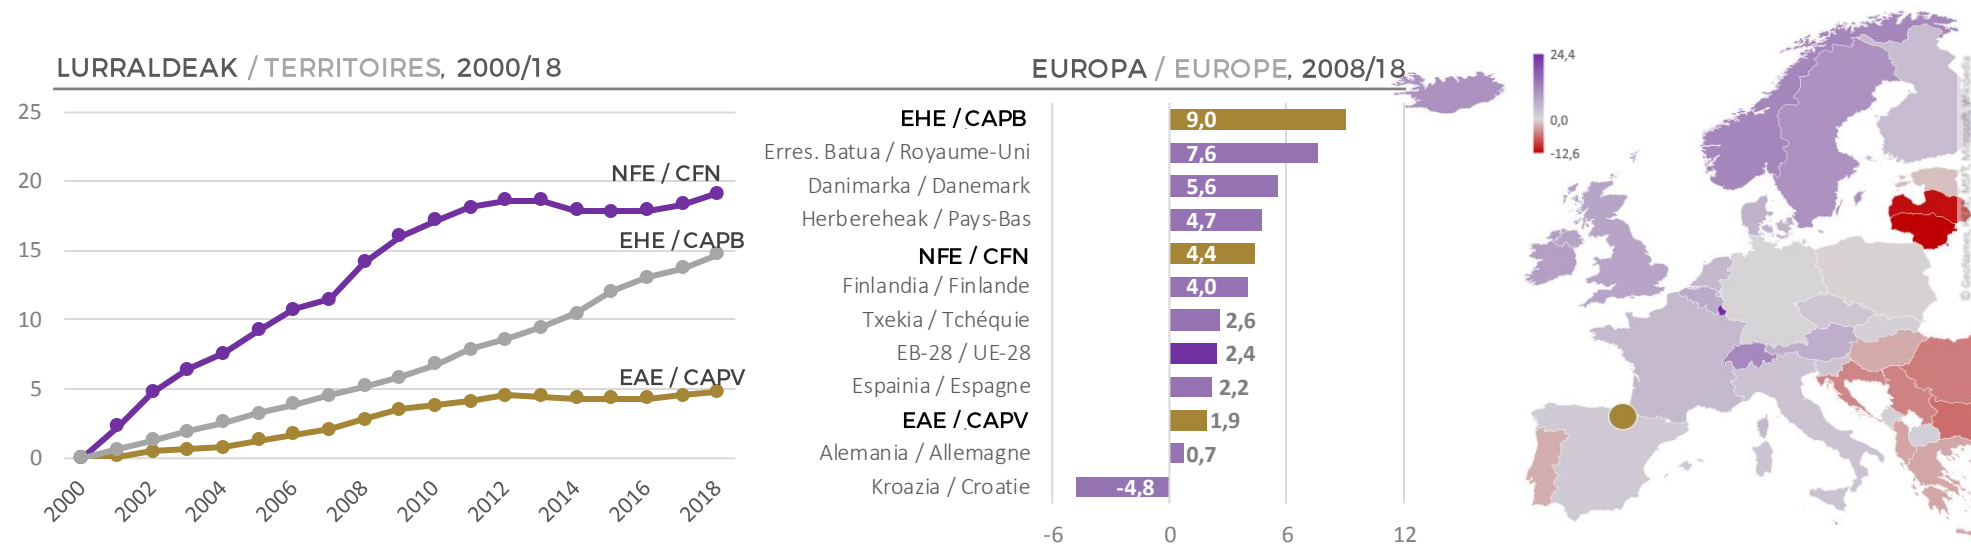 LURRALDEAK / TERRITOIRES, 2000/18
25
20
15
10
5
0
NFE / CFN
EHE / CAPB
EAE / CAPV
2000
2002
2004
2006
2008
2010
2012
2014
2016
2018
EUROPA / EUROPE, 2008/18
EHE / CAPB 9,0
Erres. Batua / Royaume-Uni 7,6
Danimarka / Danemark 5,6
Herbereheak / Pays-Bas 4,7
NFE / CFN 4,4
Finlandia / Finlande 4,0
Txekia / Tchéquie 2,6
EB-28 / UE-28 2,4
Espainia / Espagne 2,2
EAE / CAPV 1,9
Alemania / Allemagne 0,7
Kroazia / Croatie -4,8
-6
0
6
12
24,4
0,0
-12,6
© GeoNames, MSFT, Microsoft, Wikipedia